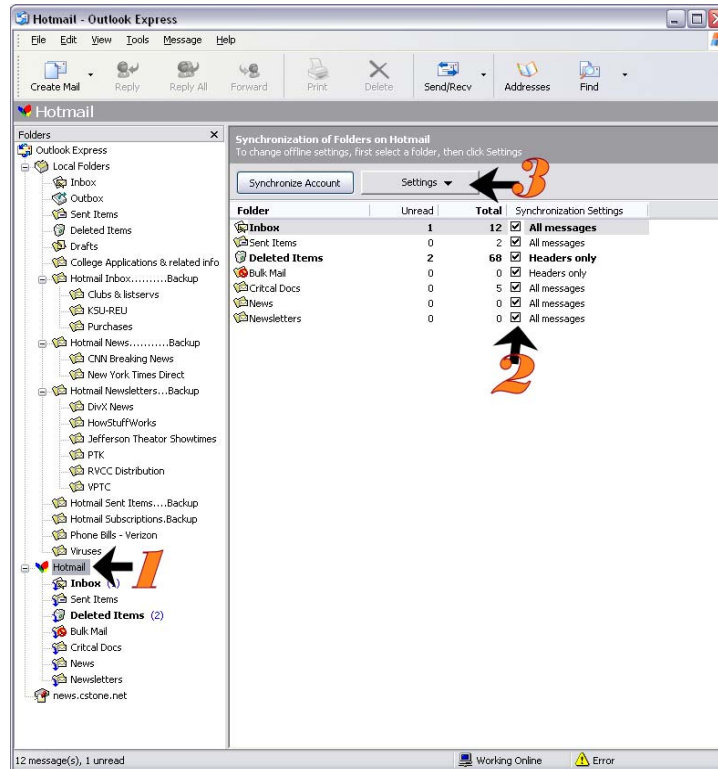 Hotmail - Outlook Express
File Edit View Tools Message Help
Create Mail Reply Reply All Forward Print Delete Send/Recv Addresses Find
Hotmail
Folders x
Outlook Express
Local Folders
Inbox
Outbox
Sent Items
Deleted Items
Drafts
College Applications & related info
Hotmail Inbox..........Backup
Clubs & listservs
KSU-REU
Purchases
Hotmail News...........Backup
CNN Breaking News
New York Times Direct
Hotmail Newsletters...Backup
DivX News
HowStuffWorks
Jefferson Theator Showtimes
PTK
RVCC Distribution
VPTC
Hotmail Sent Items....Backup
Hotmail Subscriptions.Backup
Phone Bills - Verizon
Viruses
Hotmail 1
Inbox
Sent Items
Deleted Items (2)
Bulk Mail
Critcal Docs
News
Newsletters
news.cstone.net
Synchronization of Folders on Hotmail
To change offline settings, first select a folder, then click Settings
Synchronize Account Settings 3
Folder Unread Total Synchronization Settings
Inbox 1 12 All messages
Sent Items 0 2 All messages
Deleted Items 2 68 Headers only
Bulk Mail 0 0 Headers only
Critcal Docs 0 5 All messages
News 0 0 All messages
Newsletters 0 0 All messages
2
12 message(s), 1 unread Working Online Error